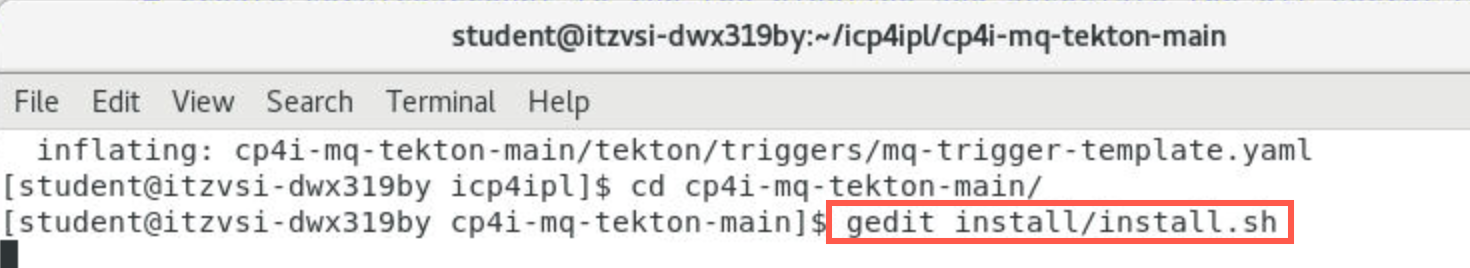 student@itzvsi-dwx319by:~/icp4ipl/cp4i-mq-tekton-main
File Edit View Search Terminal Help
inflating: cp4i-mq-tekton-main/tekton/triggers/mq-trigger-template.yaml
[student@itzvsi-dwx319by icp4ipl]$ cd cp4i-mq-tekton-main/
[student@itzvsi-dwx319by cp4i-mq-tekton-main]$ gedit install/install.sh